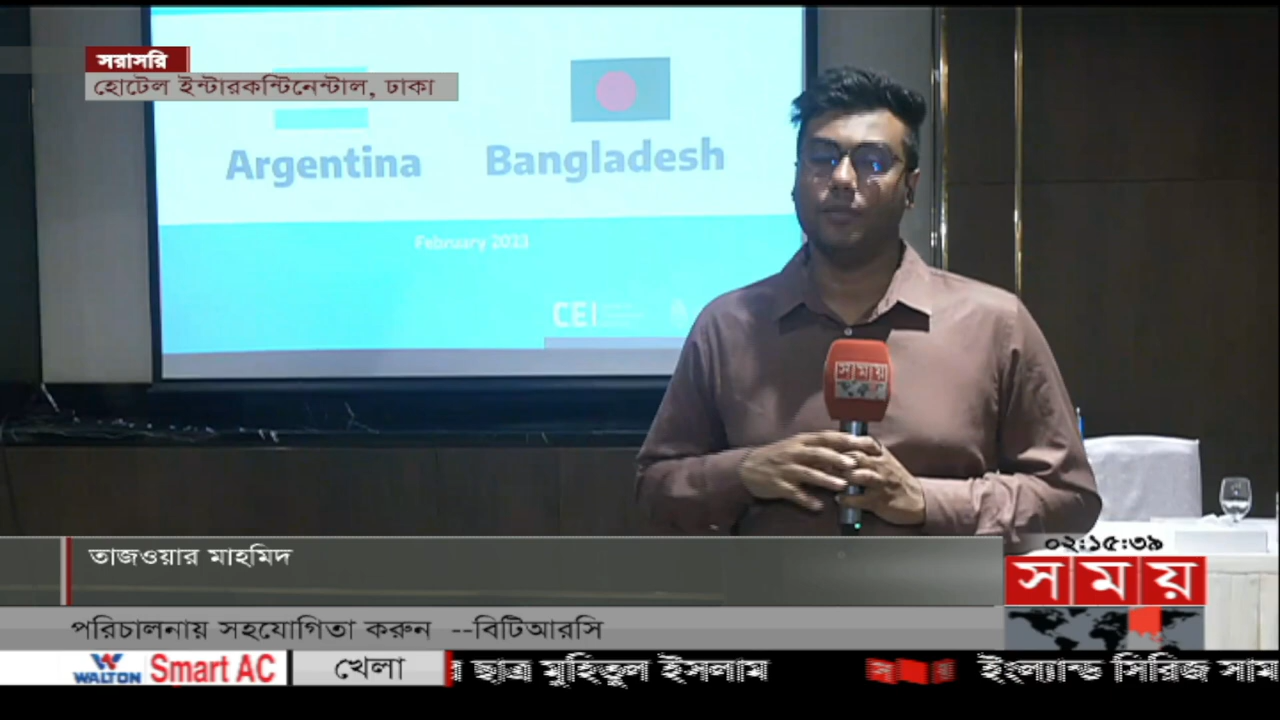 সরাসরি
হোটেল ইন্টারকন্টিনেন্টাল, ঢাকা
Argentina
Bangladesh
February 2023
CEI
সময়
তাজওয়ার মাহমিদ
০২:১৫:৩৯
সময়
পরিচালনায় সহযোগিতা করুন --বিটিআরসি
WALTON Smart AC
খেলা
ছাত্র মুহিতুল ইসলাম
ইংল্যান্ড সিরিজ সাম